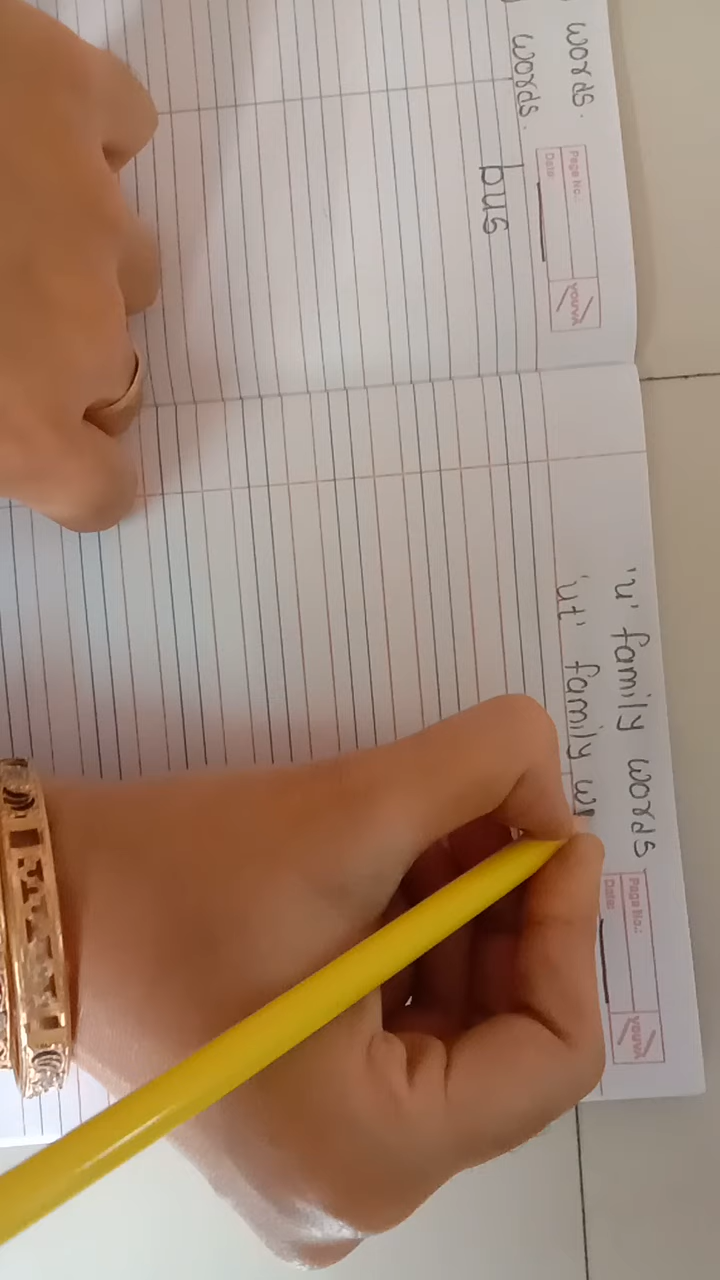 words.
words.
Page No.:
Date:
YOUVA
bus
'u' family words
'ut' family w
Page No.:
Date:
YOUVA